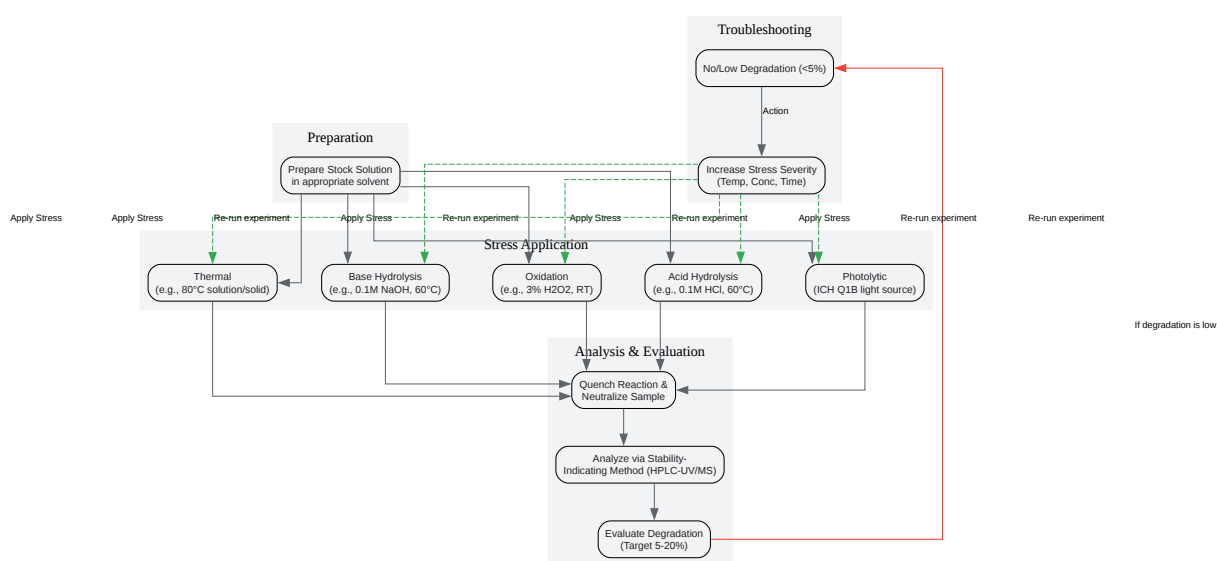 Troubleshooting
No/Low Degradation (<5%)
Action
Preparation
Prepare Stock Solution
in appropriate solvent
Increase Stress Severity
(Temp, Conc, Time)
Apply Stress
Apply Stress
Re-run experiment
Apply Stress
Re-run experiment
Apply Stress
Re-run experiment
Apply Stress
Re-run experiment
Re-run experiment
Stress Application
Thermal
(e.g., 80°C solution/solid)
Base Hydrolysis
(e.g., 0.1M NaOH, 60°C)
Oxidation
(e.g., 3% H2O2, RT)
Acid Hydrolysis
(e.g., 0.1M HCl, 60°C)
Photolytic
(ICH Q1B light source)
If degradation is low
Analysis & Evaluation
Quench Reaction &
Neutralize Sample
Analyze via Stability-
Indicating Method (HPLC-UV/MS)
Evaluate Degradation
(Target 5-20%)